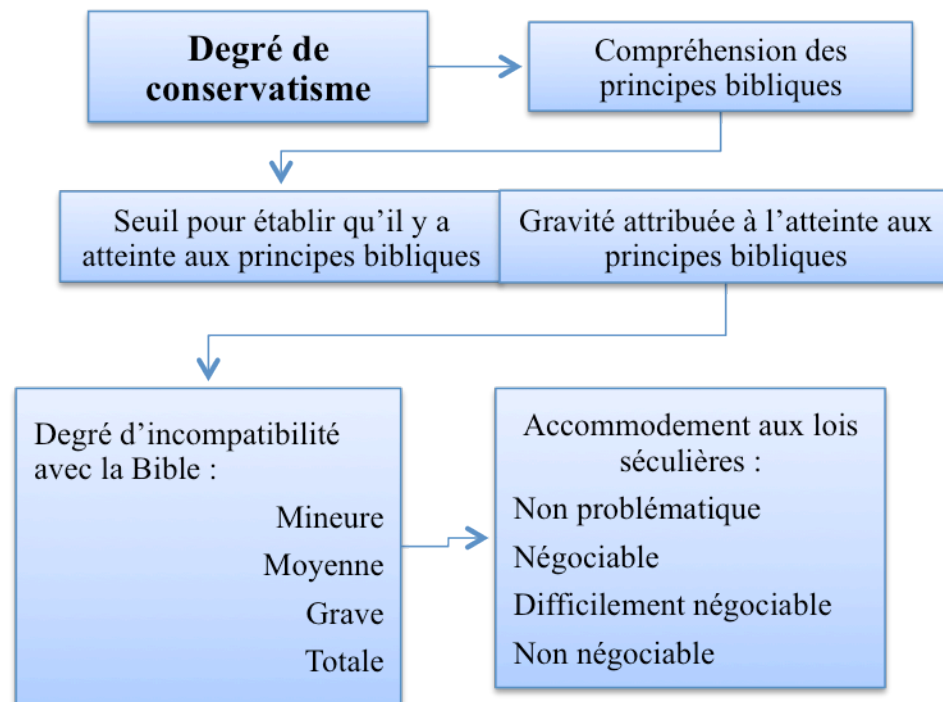 Degré de
conservatisme
Compréhension des
principes bibliques
Seuil pour établir qu’il y a
atteinte aux principes bibliques
Gravité attribuée à l’atteinte aux
principes bibliques
Degré d’incompatibilité
avec la Bible :
Mineure
Moyenne
Grave
Totale
Accommodement aux lois
séculières :
Non problématique
Négociable
Difficilement négociable
Non négociable